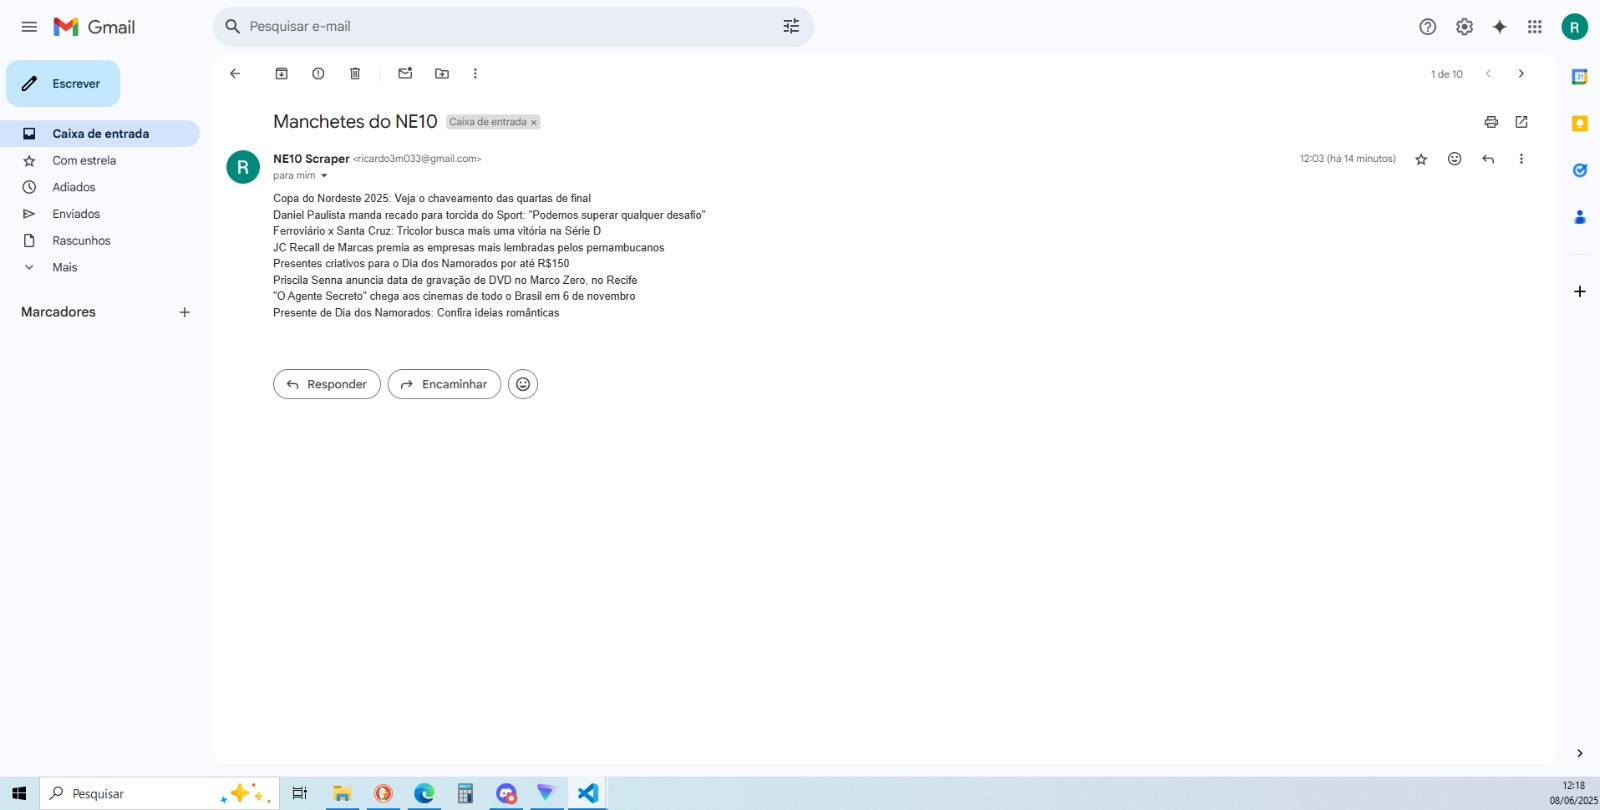 Gmail
Pesquisar e-mail
R
Escrever
1 de 10
Caixa de entrada
Com estrela
Adiados
Enviados
Rascunhos
Mais
Marcadores
Manchetes do NE10 Caixa de entrada ×
R
NE10 Scraper <ricardo3m033@gmail.com>
12:03 (há 14 minutos)
para mim
Copa do Nordeste 2025: Veja o chaveamento das quartas de final
Daniel Paulista manda recado para torcida do Sport: "Podemos superar qualquer desafio"
Ferroviário x Santa Cruz: Tricolor busca mais uma vitória na Série D
JC Recall de Marcas premia as empresas mais lembradas pelos pernambucanos
Presentes criativos para o Dia dos Namorados por até R$150
Priscila Senna anuncia data de gravação de DVD no Marco Zero, no Recife
"O Agente Secreto" chega aos cinemas de todo o Brasil em 6 de novembro
Presente de Dia dos Namorados: Confira ideias românticas
Responder
Encaminhar
31
Pesquisar
12:18
08/06/2025